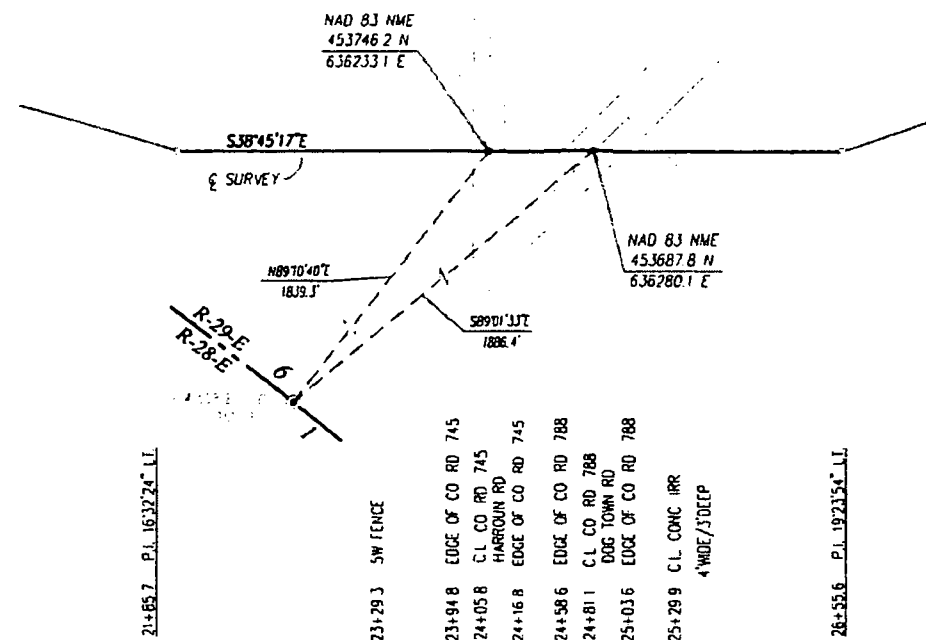 NAD 83 NME
453746.2 N
636233.1 E
S38°45'17"E
℄ SURVEY
NAD 83 NME
453687.8 N
636280.1 E
N89°10'40"E
1839.3'
S89°01'33"E
1886.4'
R-29-E
R-28-E
6
1
21+65.7 P.I. 16°32'24" LT.
23+29.3 5W FENCE
23+94.8 EDGE OF CO RD 745
24+05.8 C.L. CO RD 745
HARROUN RD
24+16.8 EDGE OF CO RD 745
24+58.6 EDGE OF CO RD 788
24+81.1 C.L. CO RD 788
DOG TOWN RD
25+03.6 EDGE OF CO RD 788
25+29.9 C.L. CONC IRR
4'WIDE/3'DEEP
26+55.6 P.I. 19°23'54" LT.